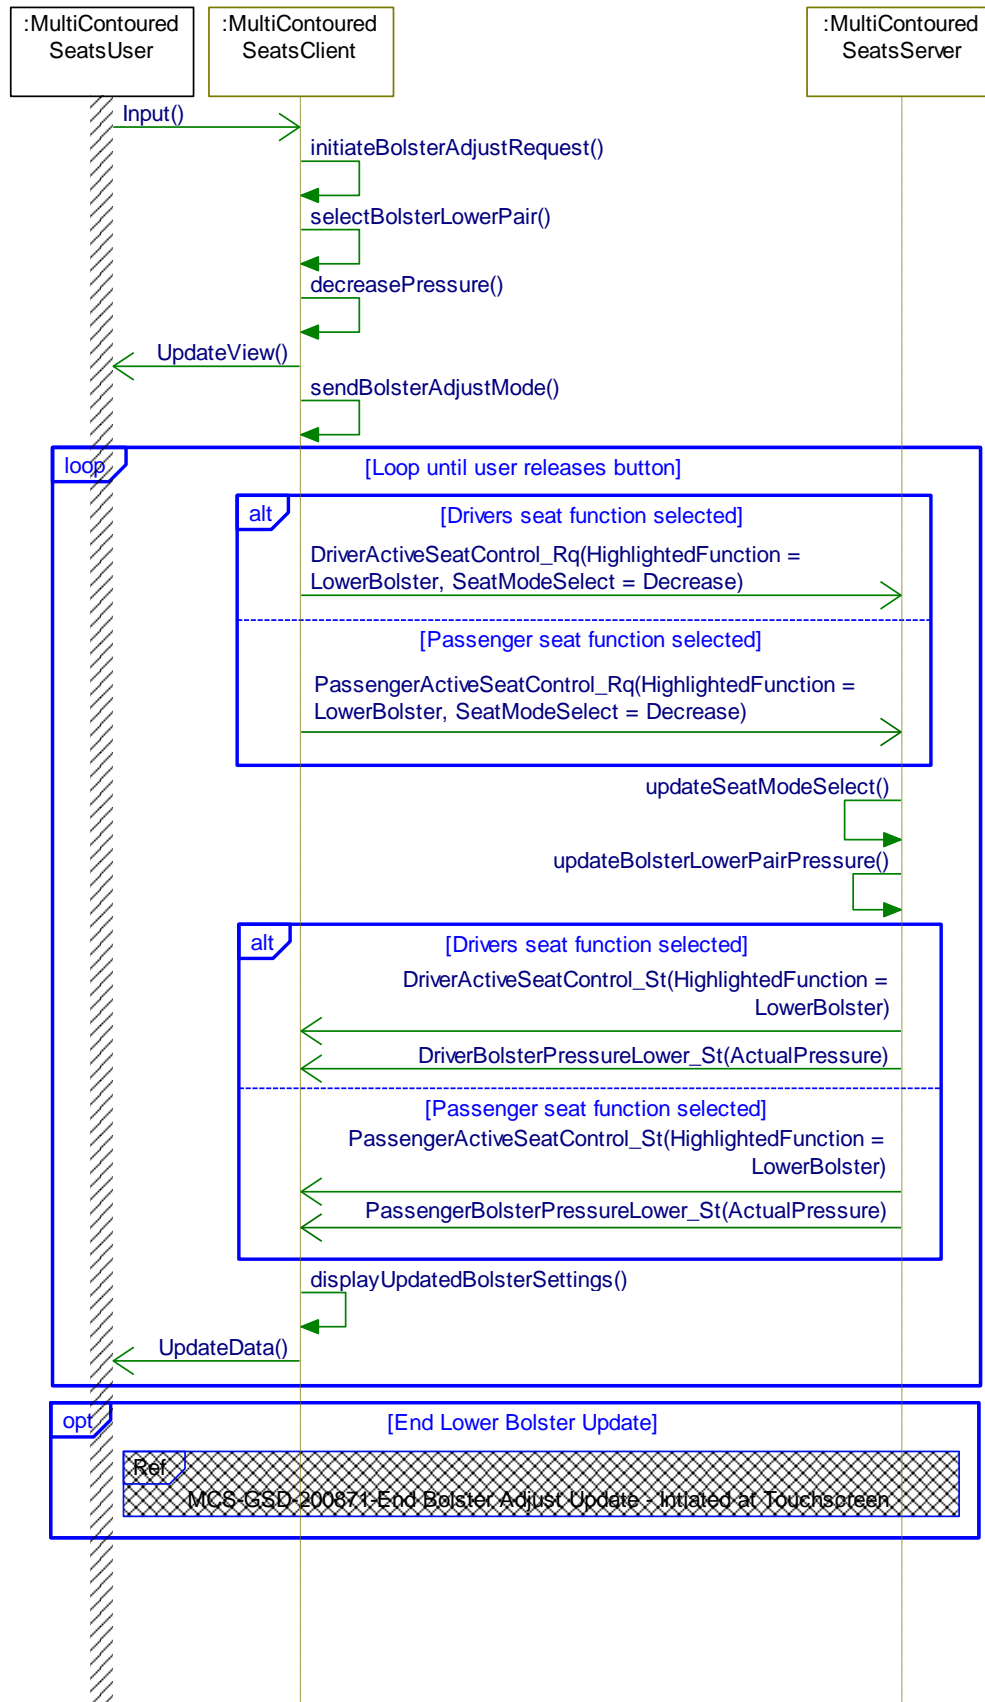 :MultiContoured
SeatsUser
:MultiContoured
SeatsClient
:MultiContoured
SeatsServer
Input()
initiateBolsterAdjustRequest()
selectBolsterLowerPair()
decreasePressure()
UpdateView()
sendBolsterAdjustMode()
loop
[Loop until user releases button]
alt
[Drivers seat function selected]
DriverActiveSeatControl_Rq(HighlightedFunction =
LowerBolster, SeatModeSelect = Decrease)
[Passenger seat function selected]
PassengerActiveSeatControl_Rq(HighlightedFunction =
LowerBolster, SeatModeSelect = Decrease)
updateSeatModeSelect()
updateBolsterLowerPairPressure()
alt
[Drivers seat function selected]
DriverActiveSeatControl_St(HighlightedFunction =
LowerBolster)
DriverBolsterPressureLower_St(ActualPressure)
[Passenger seat function selected]
PassengerActiveSeatControl_St(HighlightedFunction =
LowerBolster)
PassengerBolsterPressureLower_St(ActualPressure)
displayUpdatedBolsterSettings()
UpdateData()
opt
[End Lower Bolster Update]
Ref
MCS-GSD-200871-End Bolster Adjust Update - Intiated at Touchscreen